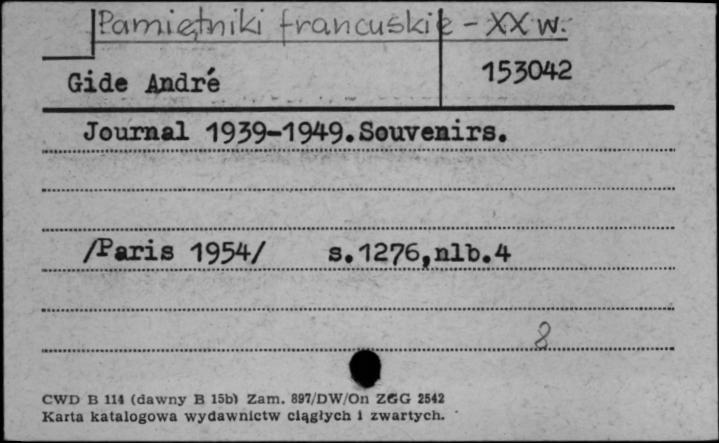 Pamiętniki francuskie - XX w.
153042
Gide André
Journal 1939-1949.Souvenirs.
/Paris 1954/ s.1276,nlb.4
8
CWD B 114 (dawny B 15b) Zam. 897/DW/On ZGG 2542
Karta katalogowa wydawnictw ciągłych i zwartych.